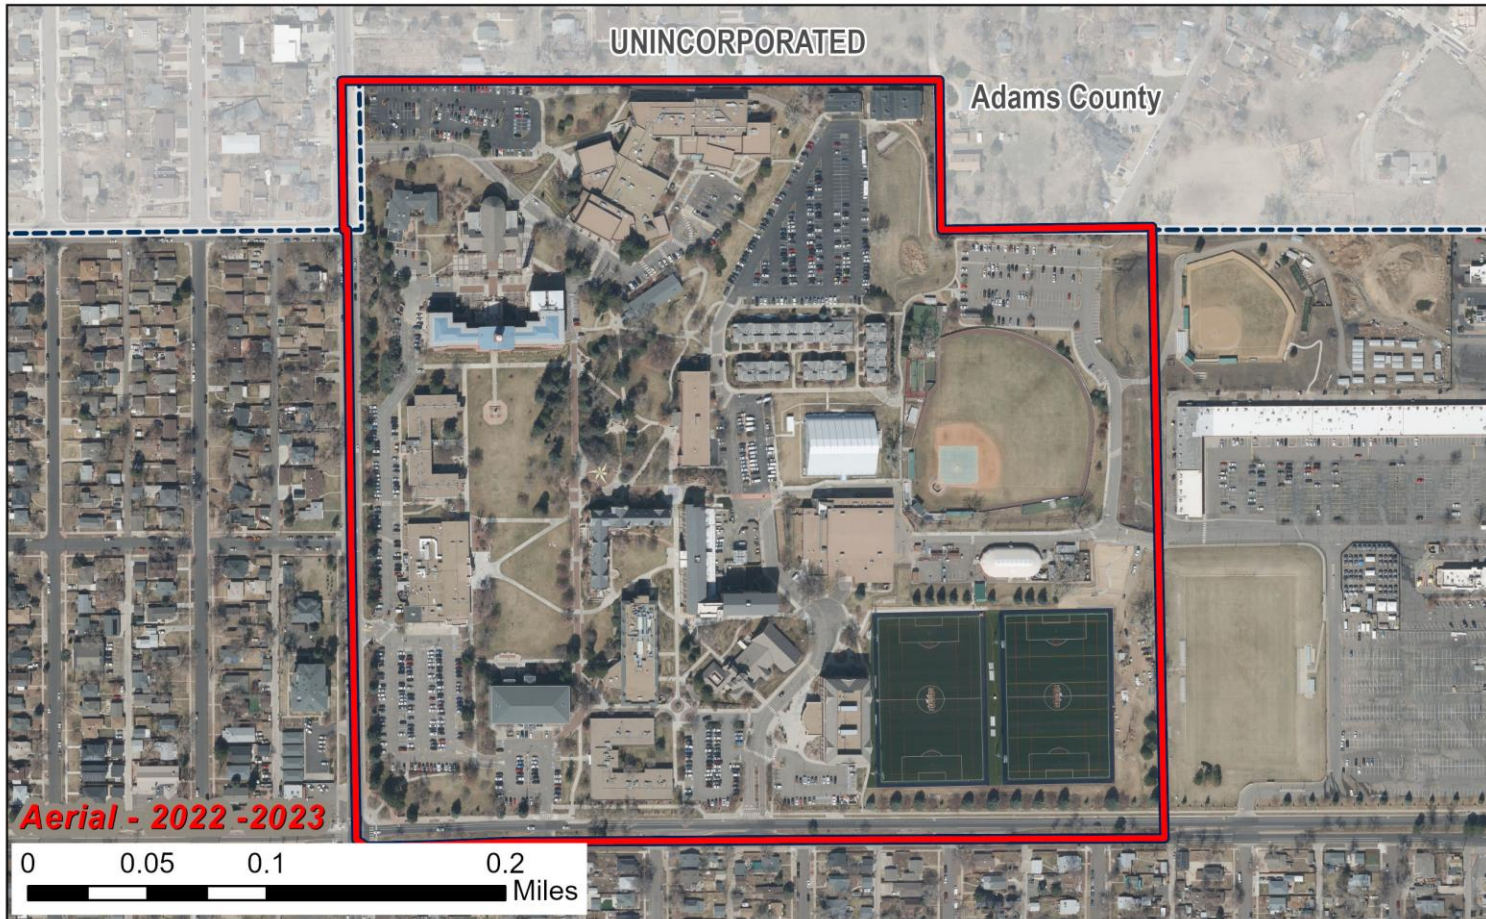 UNINCORPORATED
Adams County
Aerial - 2022 -2023
0 0.05 0.1 0.2
Miles